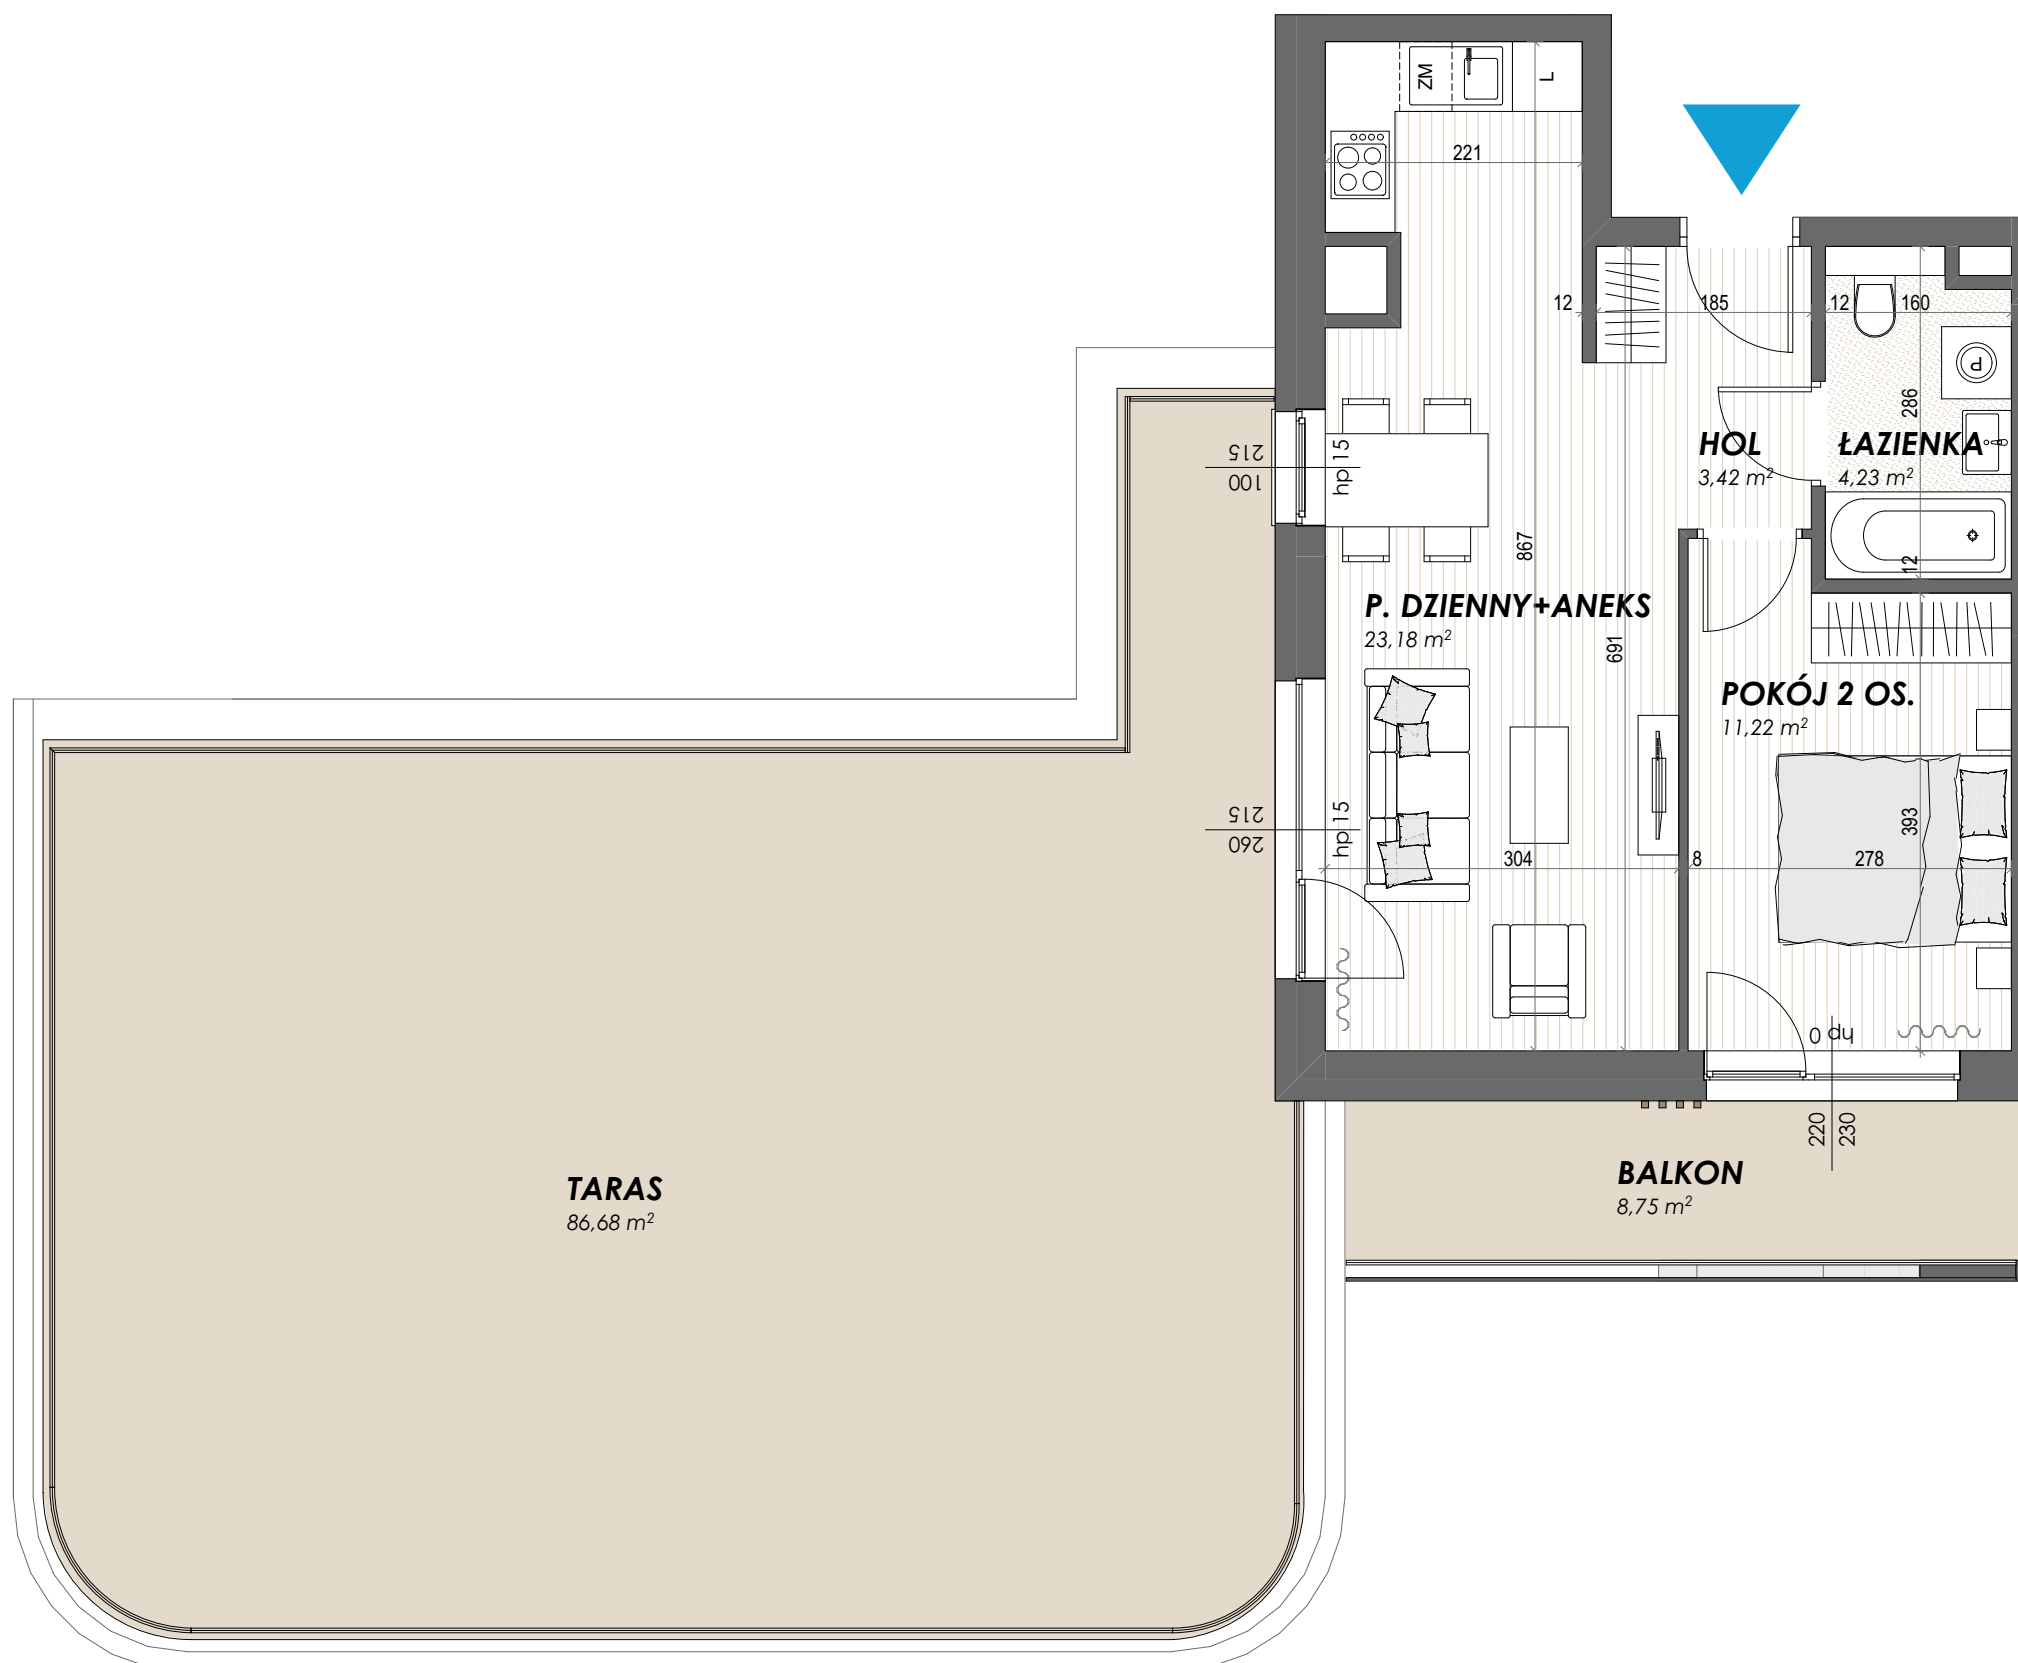 ZM
L
221
12
185
12
160
P
286
HOL
3,42 m²
ŁAZIENKA
4,23 m²
215
100
hp 15
867
12
P. DZIENNY+ANEKS
23,18 m²
691
POKÓJ 2 OS.
11,22 m²
215
260
hp 15
304
8
278
393
hp 0
220
230
BALKON
8,75 m²
TARAS
86,68 m²